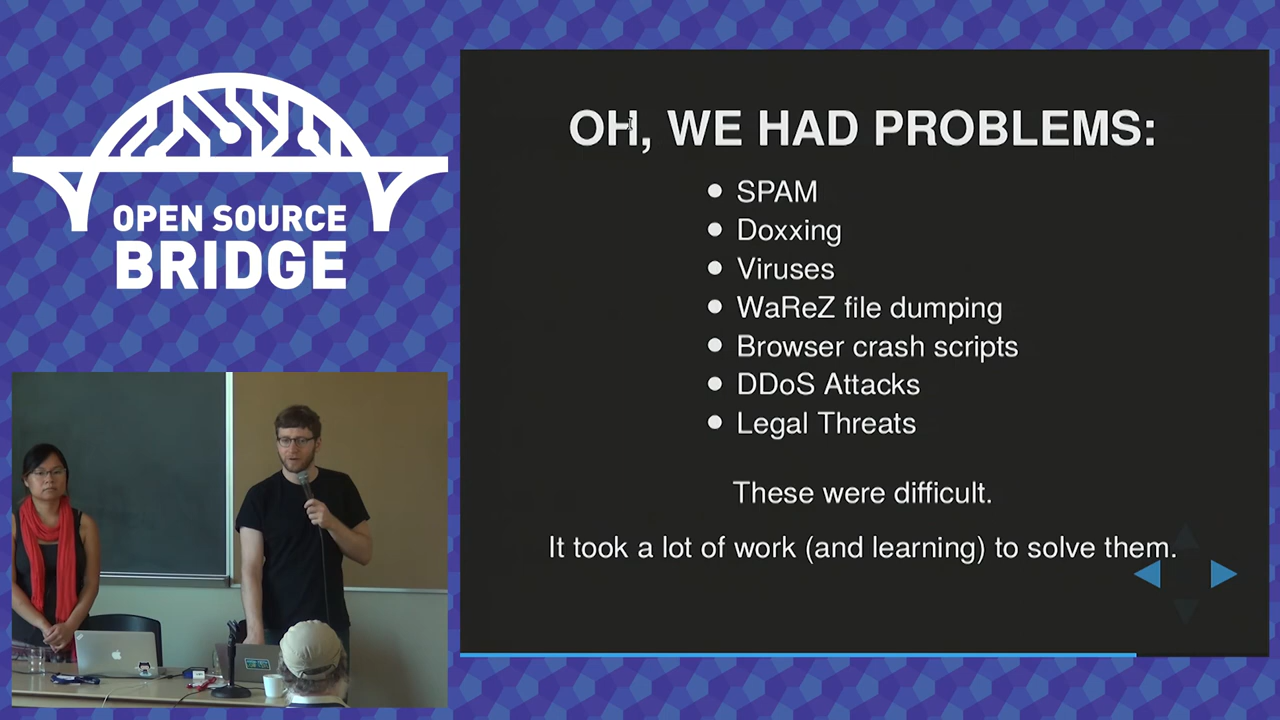 OPEN SOURCE
BRIDGE
OH, WE HAD PROBLEMS:
SPAM
Doxxing
Viruses
WaReZ file dumping
Browser crash scripts
DDoS Attacks
Legal Threats
These were difficult.
It took a lot of work (and learning) to solve them.